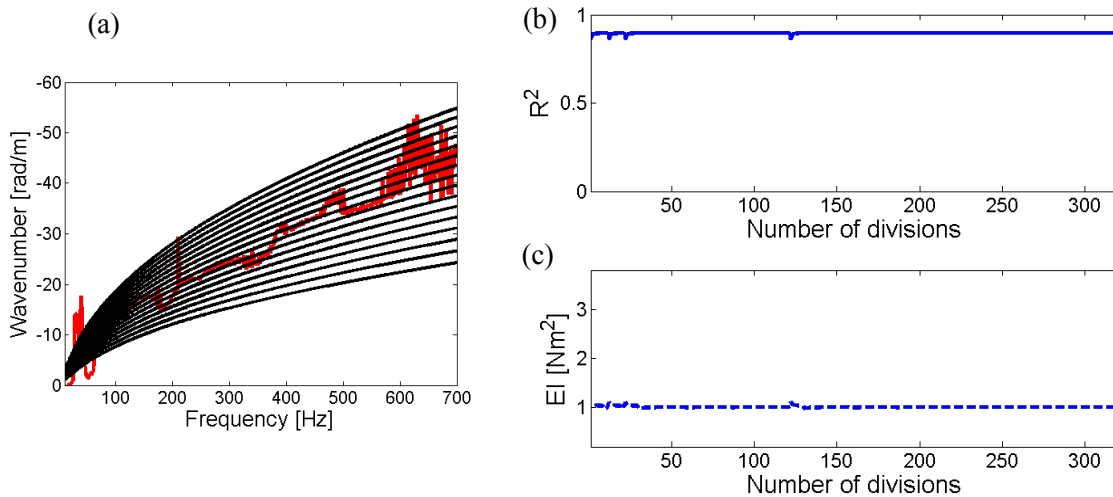 (a)
-60
-50
-40
-30
-20
-10
0
Wavenumber [rad/m]
100 200 300 400 500 600 700
Frequency [Hz]
(b)
1
0.5
0
R²
50 100 150 200 250 300
Number of divisions
(c)
3
2
1
EI [Nm²]
50 100 150 200 250 300
Number of divisions